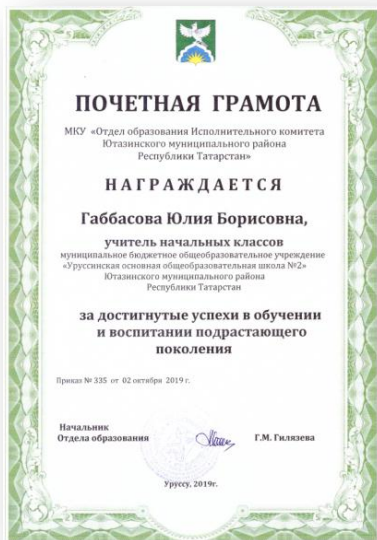 ПОЧЕТНАЯ ГРАМОТА
МКУ «Отдел образования Исполнительного комитета
Ютазинского муниципального района
Республики Татарстан»
НАГРАЖДАЕТСЯ
Габбасова Юлия Борисовна,
учитель начальных классов
муниципальное бюджетное общеобразовательное учреждение
«Уруссинская основная общеобразовательная школа №2»
Ютазинского муниципального района
Республики Татарстан
за достигнутые успехи в обучении
и воспитании подрастающего
поколения
Приказ № 335 от 02 октября 2019 г.
Начальник
Отдела образования
Г.М. Гилязева
Уруссу, 2019г.